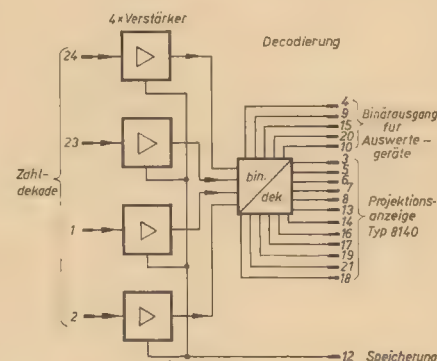 4×Verstärker
Decodierung
24
23
1
2
Zahl-
dekade
bin.
dek
4
9
15
20
10
Binärausgang
für
Auswerte-
geräte
3
5
6
7
8
13
14
16
17
19
21
18
Projektions-
anzeige
Typ 8140
12 Speicherung